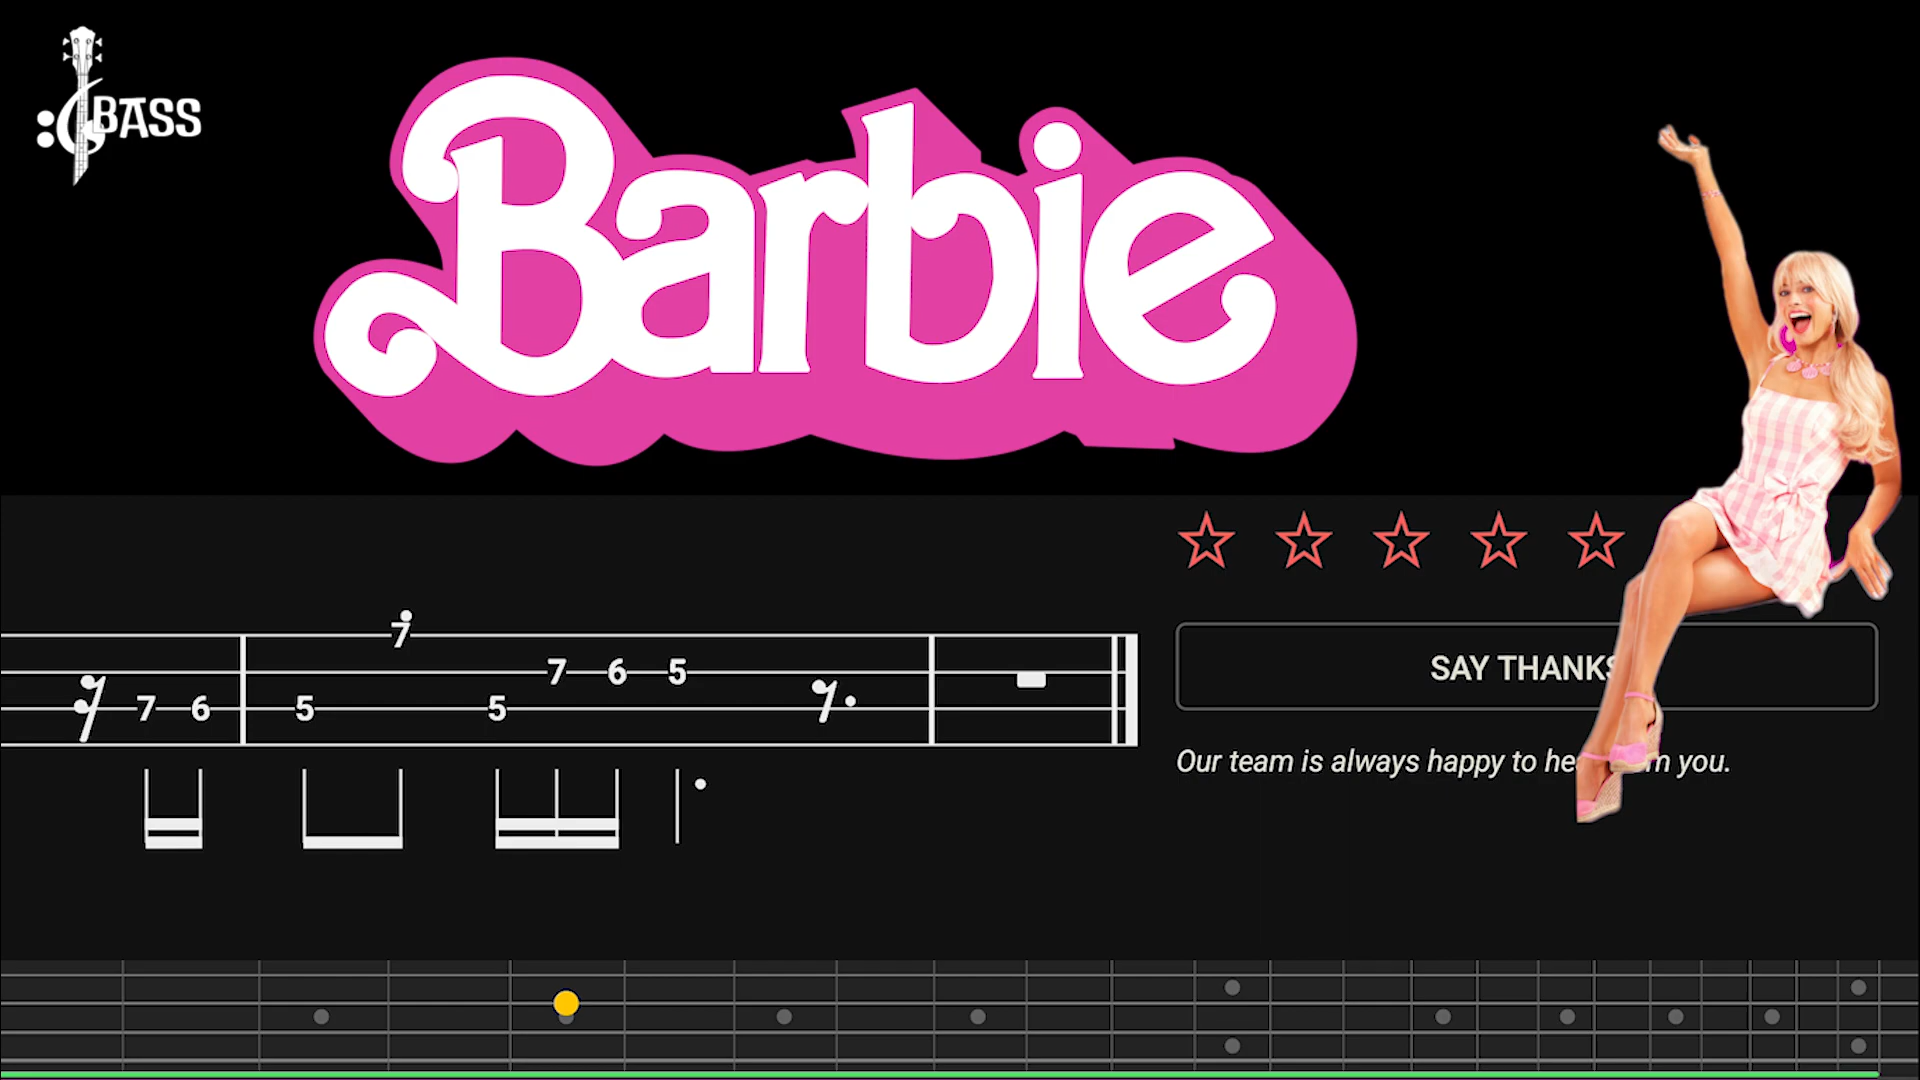 BASS
Barbie
7
7 6 5
7 6 5 5
SAY THANKS
Our team is always happy to he m you.